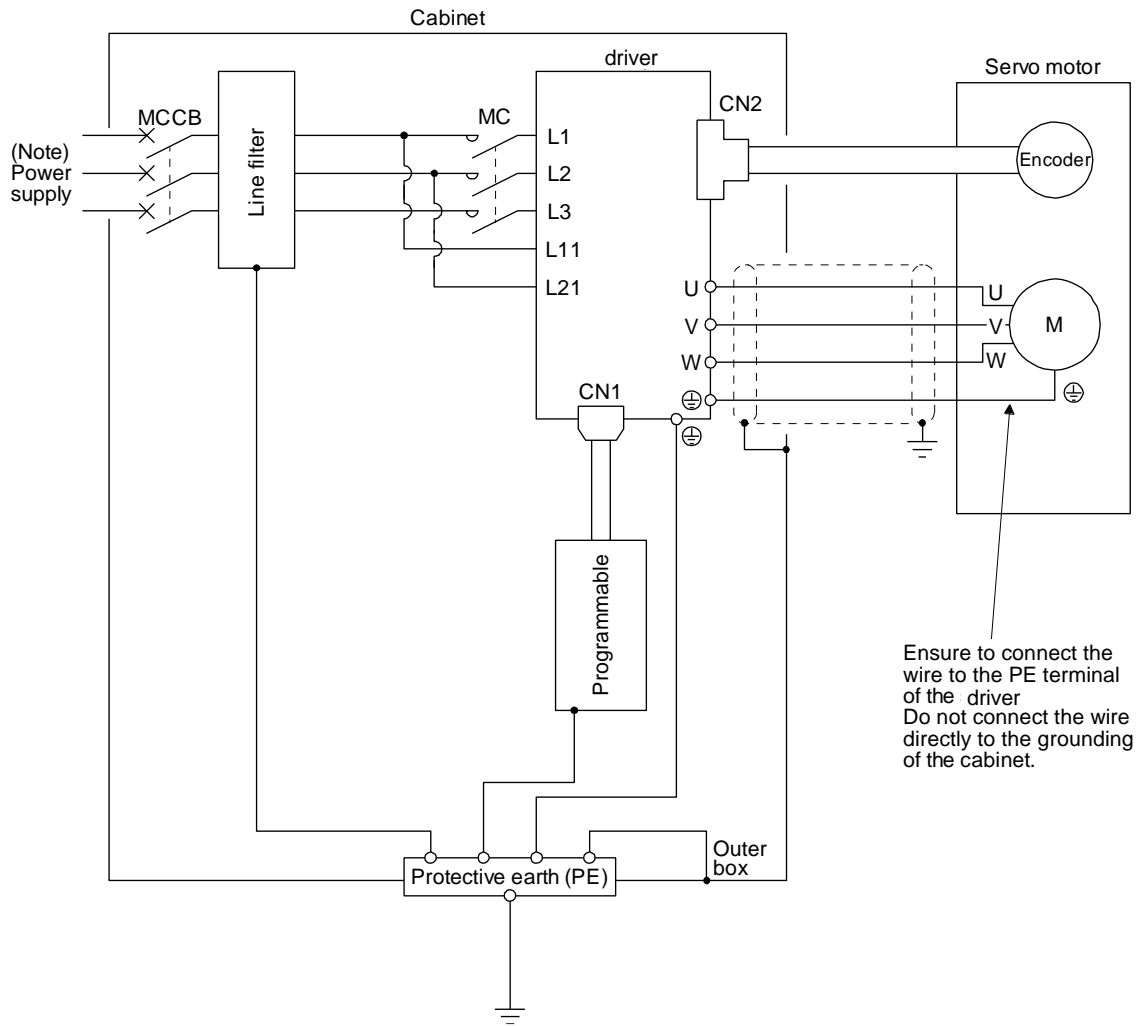 Cabinet
driver
Servo motor
MCCB
MC
CN2
(Note)
Power
supply
Line filter
L1
L2
L3
L11
L21
Encoder
U
V
W
U
V
W
M
CN1
Programmable
Ensure to connect the
wire to the PE terminal
of the driver
Do not connect the wire
directly to the grounding
of the cabinet.
Outer
box
Protective earth (PE)